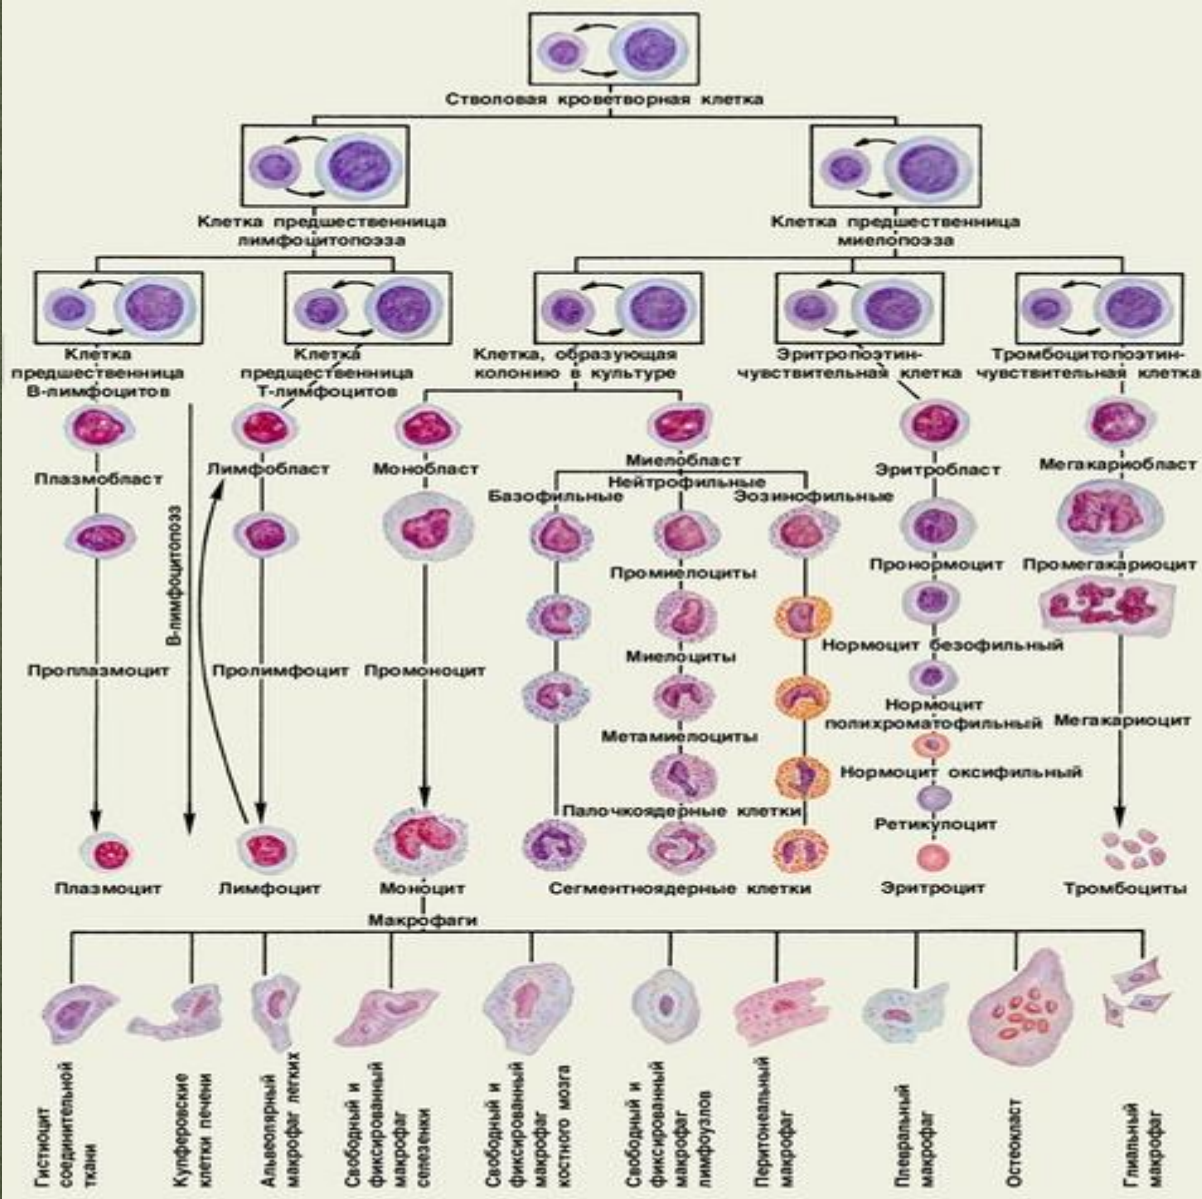 Стволовая кроветворная клетка
Клетка предшественница
лимфоцитопоэза
Клетка предшественница
миелопоэза
Клетка
предшественница
В-лимфоцитов
Клетка
предщественница
Т-лимфоцитов
Клетка, образующая
колонию в культуре
Эритропоэтин-
чувствительная клетка
Тромбоцитопоэтин-
чувствительная клетка
Плазмобласт
Лимфобласт
Монобласт
Миелобласт
Эритробласт
Мегакариобласт
Базофильные
Нейтрофильные
Эозинофильные
В-лимфоцитопоэз
Промиелоциты
Пронормоцит
Промегакариоцит
Миелоциты
Нормоцит безофильный
Проплазмоцит
Пролимфоцит
Промоноцит
Нормоцит
полихроматофильный
Мегакариоцит
Метамиелоциты
Нормоцит оксифильный
Палочкоядерные клетки
Ретикулоцит
Плазмоцит
Лимфоцит
Моноцит
Сегментноядерные клетки
Эритроцит
Тромбоциты
Макрофаги
Гистиоцит
соединительной
ткани
Купферовские
клетки печени
Альвеолярный
макрофаг легких
Свободный и
фиксированный
макрофаг
селезенки
Свободный и
фиксированный
макрофаг
костного мозга
Свободный и
фиксированный
макрофаг
лимфоузлов
Перитонеальный
макрофаг
Плевральный
макрофаг
Остеокласт
Глиальный
макрофаг